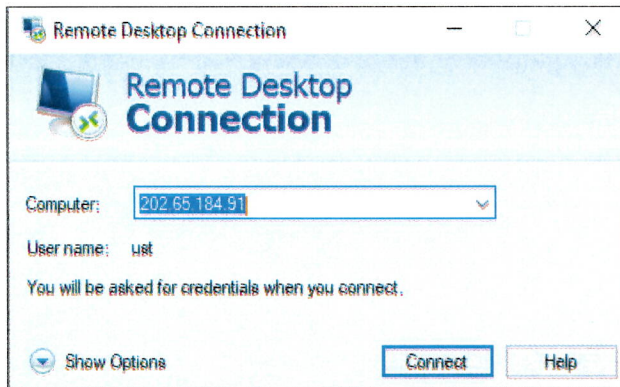 Remote Desktop Connection
Remote Desktop
Connection
Computer: 202.65.184.91
User name: ust
You will be asked for credentials when you connect.
Show Options Connect Help